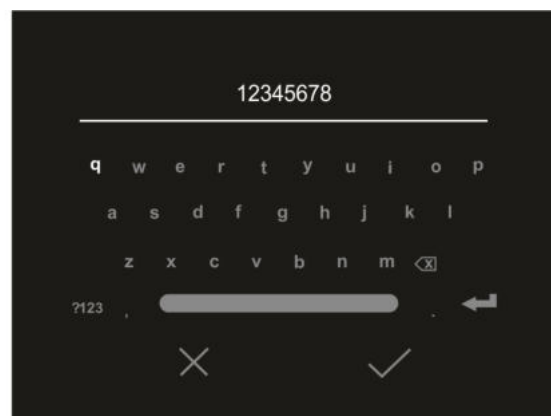 12345678
q w e r t y u i o p
a s d f g h j k l
z x c v b n m
?123 , .